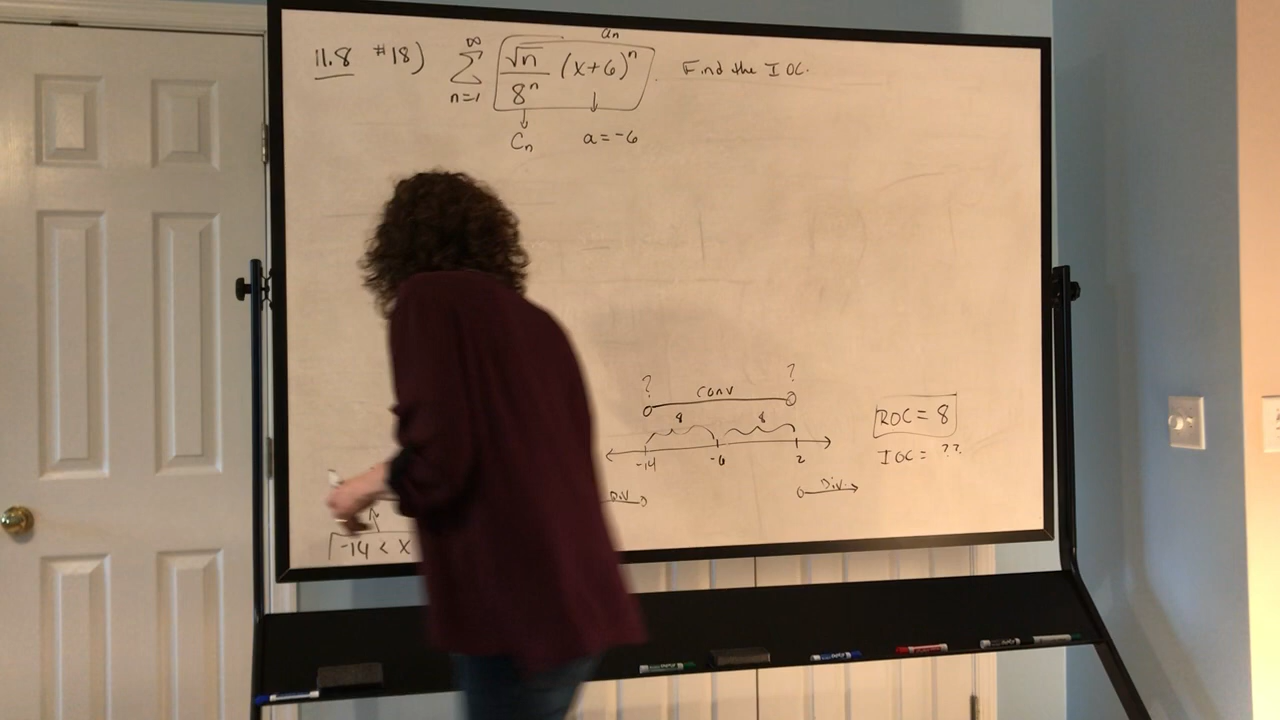 11.8 #18) ∞ Σ n=1 √n / 8ⁿ (x+6)ⁿ aₙ Find the IOC.
Cₙ a=-6
? ?
CONV
8 8
-14 -6 2
DIV Div.
ROC = 8
IOC = ??
-14 < x